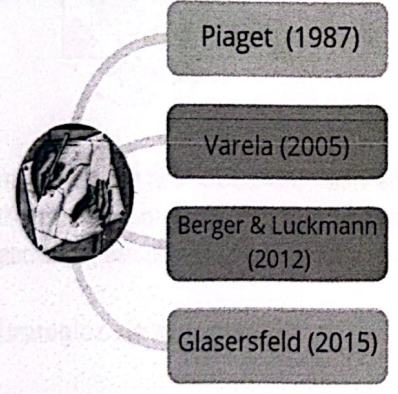 Piaget (1987)
Varela (2005)
Berger & Luckmann
(2012)
Glasersfeld (2015)